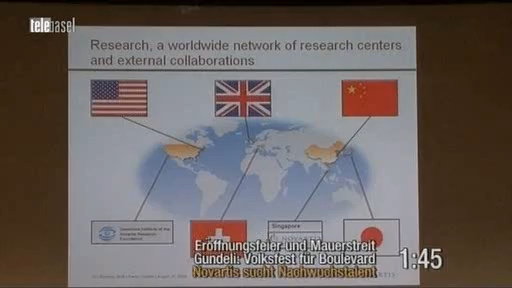 telebasel
Research, a worldwide network of research centers
and external collaborations
Singapore
Eröffnungsfeier und Mauerstreit
Gundeli: Volksfest für Boulevard
Novartis sucht Nachwuchstalent
1:45